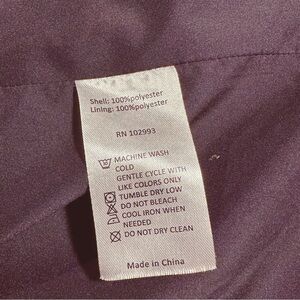 Shell: 100%polyester
Lining: 100%polyester
RN 102993
MACHINE WASH
COLD
GENTLE CYCLE WITH
LIKE COLORS ONLY
TUMBLE DRY LOW
DO NOT BLEACH
COOL IRON WHEN
NEEDED
DO NOT DRY CLEAN
Made in China